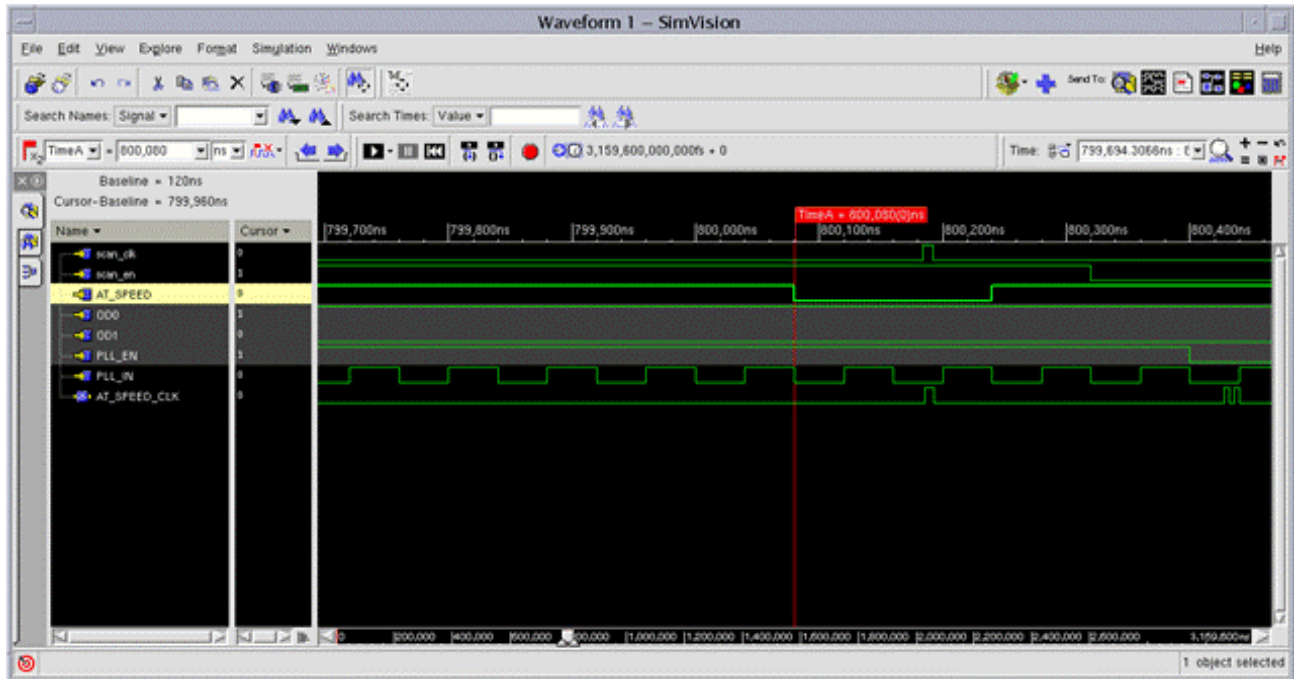 Waveform 1 – SimVision
File Edit View Explore Format Simulation Windows Help
Send To:
Search Names: Signal Search Times: Value
TimeA = 800,080 ns 3,159,600,000,000fs + 0 Time: 799,694.3066ns :
Baseline = 120ns
Cursor-Baseline = 799,960ns
TimeA = 800,080(0)ns
Name Cursor 799,700ns 799,800ns 799,900ns 800,000ns 800,100ns 800,200ns 800,300ns 800,400ns
scan_clk 0
scan_en 1
AT_SPEED 0
OD0 1
OD1 0
PLL_EN 1
PLL_IN 0
AT_SPEED_CLK 0
0 200,000 400,000 600,000 1,000,000 1,200,000 1,400,000 1,600,000 1,800,000 2,000,000 2,200,000 2,400,000 2,600,000
1 object selected